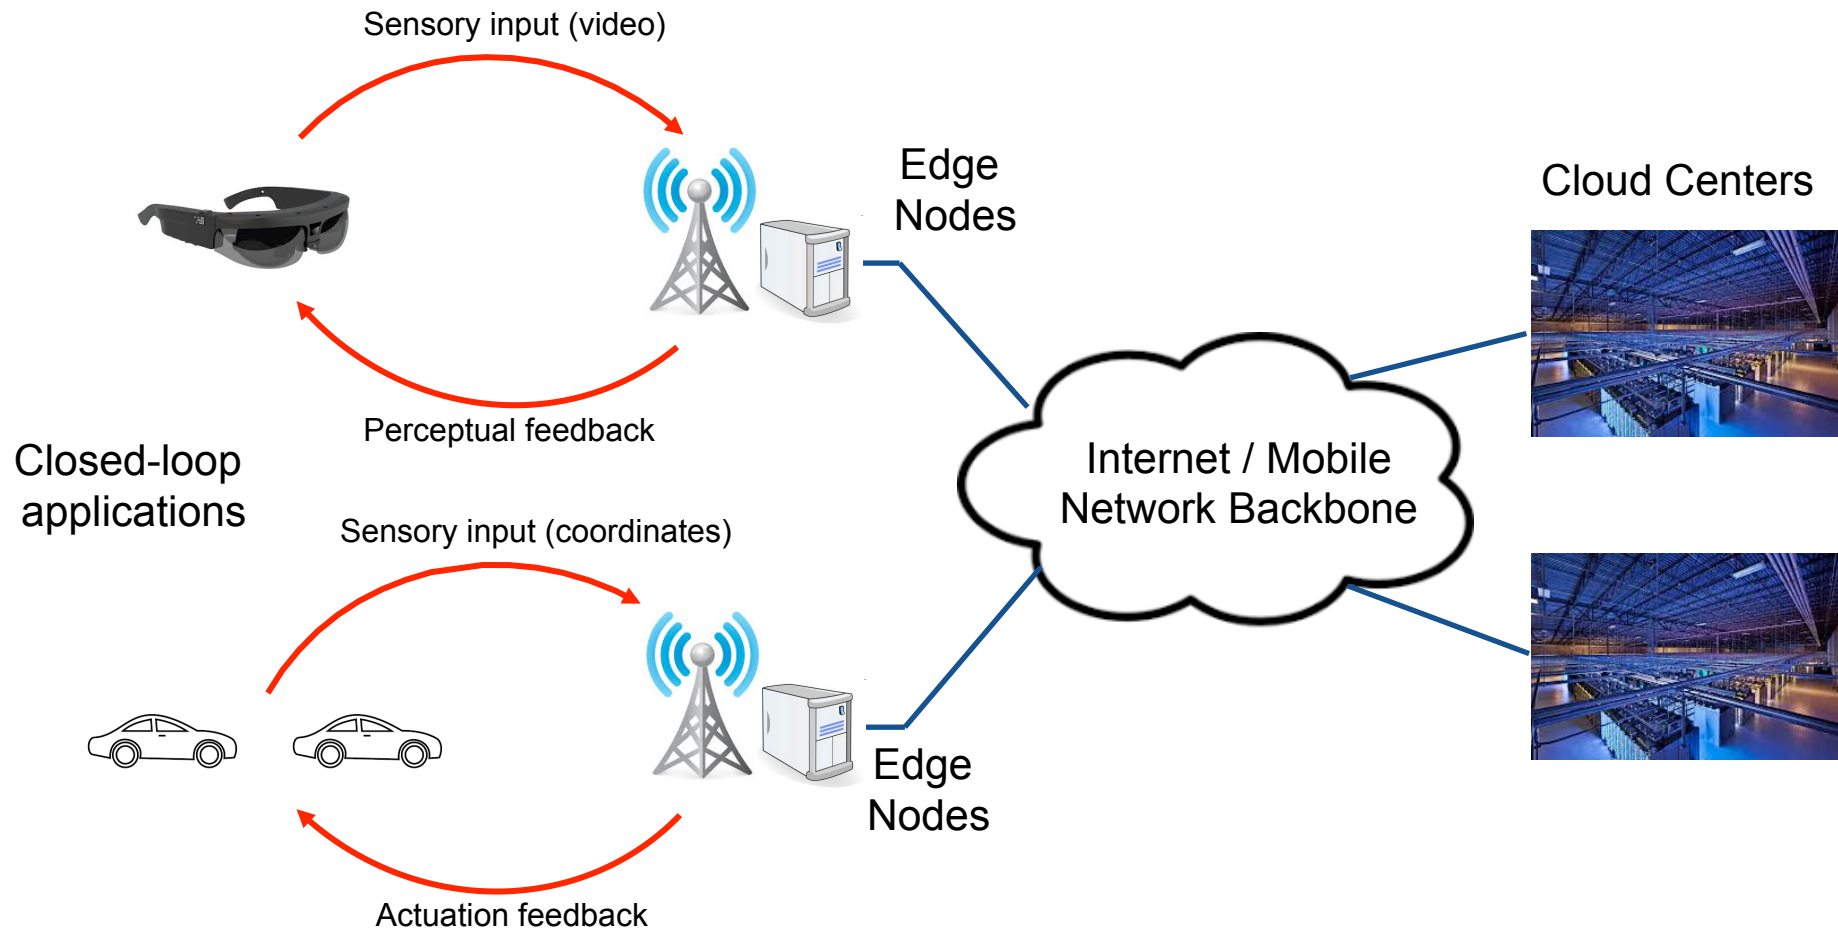 Sensory input (video)
Edge
Nodes
Cloud Centers
Perceptual feedback
Closed-loop
applications
Internet / Mobile
Network Backbone
Sensory input (coordinates)
Edge
Nodes
Actuation feedback